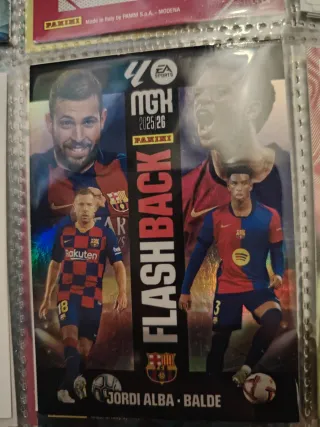 PANINI Made in Italy by PANINI S.p.A. - MODENA
EA
SPORTS
MGK
2025/26
PANINI
FLASHBACK
Rakuten
18
3
JORDI ALBA · BALDE